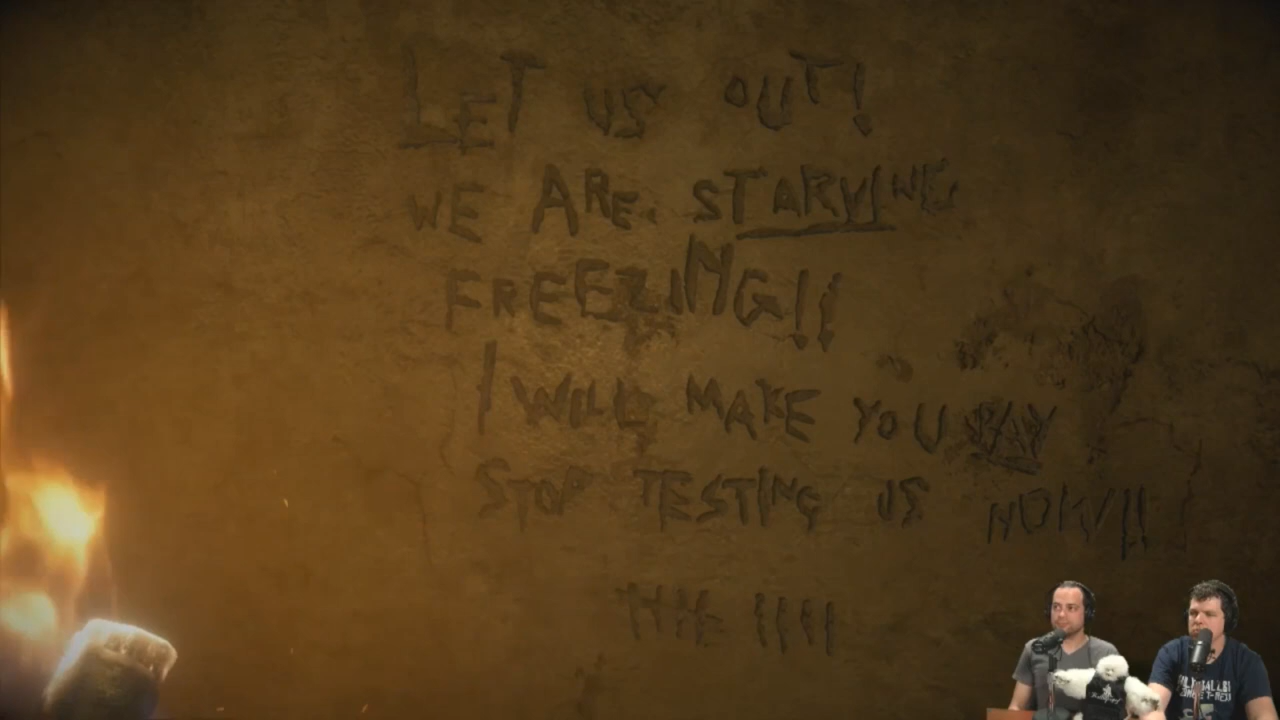 LET US OUT!
WE ARE STARVING,
FREEZING!!
I WILL MAKE YOU PAY
STOP TESTING US NOW!!